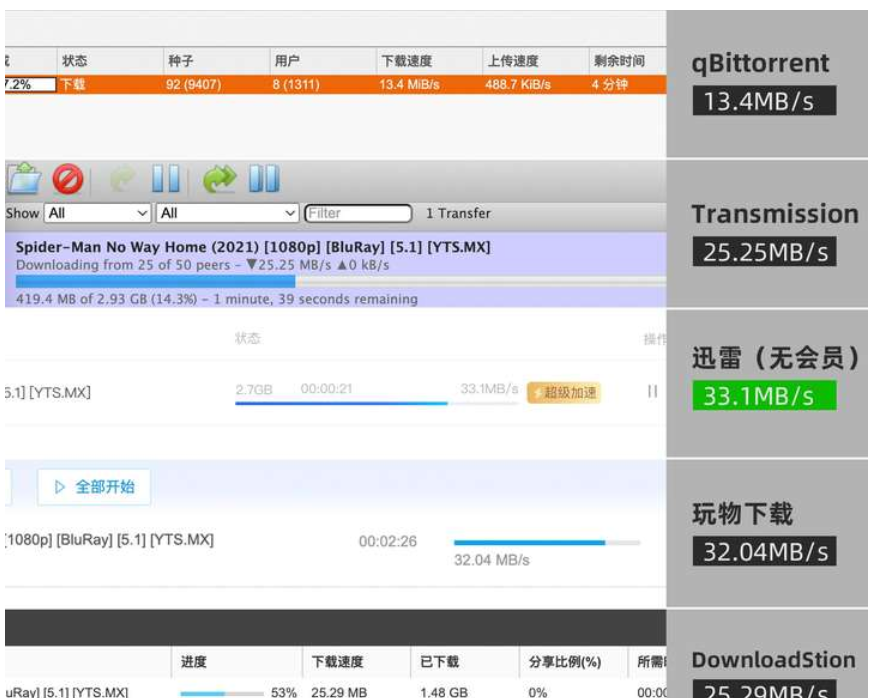 状态 种子 用户 下载速度 上传速度 剩余时间
7.2% 下载 92 (9407) 8 (1311) 13.4 MiB/s 488.7 KiB/s 4 分钟
qBittorrent
13.4MB/s
Show All All Filter 1 Transfer
Spider-Man No Way Home (2021) [1080p] [BluRay] [5.1] [YTS.MX]
Downloading from 25 of 50 peers - ▼25.25 MB/s ▲0 kB/s
419.4 MB of 2.93 GB (14.3%) - 1 minute, 39 seconds remaining
Transmission
25.25MB/s
状态 操作
5.1] [YTS.MX] 2.7GB 00:00:21 33.1MB/s 超级加速
迅雷（无会员）
33.1MB/s
全部开始
[1080p] [BluRay] [5.1] [YTS.MX] 00:02:26
32.04 MB/s
玩物下载
32.04MB/s
进度 下载速度 已下载 分享比例(%) 所需
uRay] [5.1] [YTS.MX] 53% 25.29 MB 1.48 GB 0% 00:00
DownloadStion
25.29MB/s